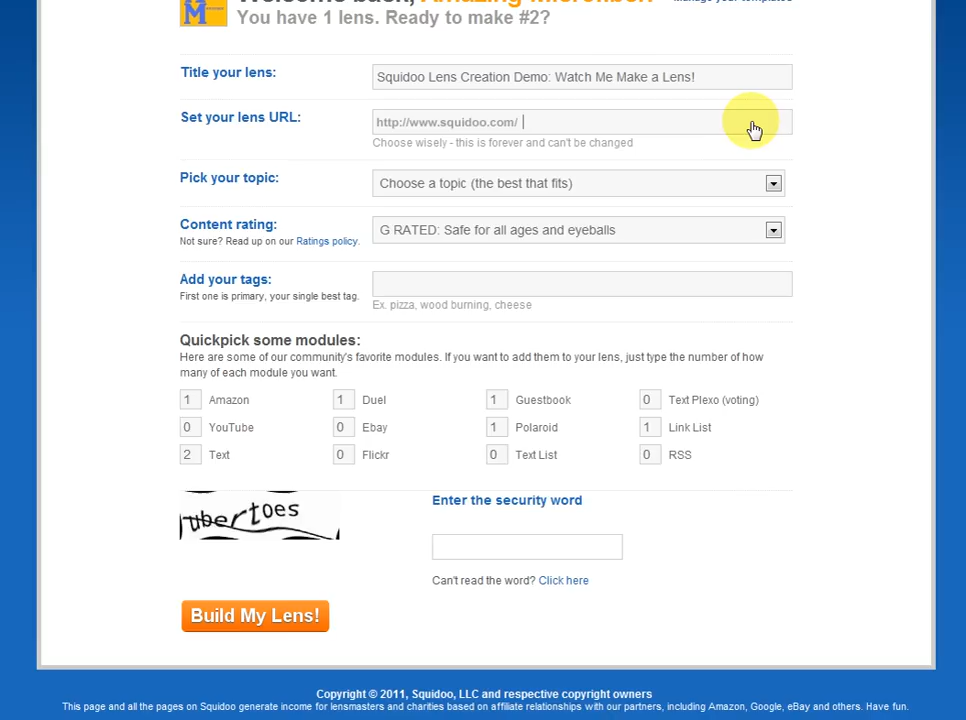 Welcome back, Amazing Microfiber!
Manage your templates
You have 1 lens. Ready to make #2?
Title your lens:
Squidoo Lens Creation Demo: Watch Me Make a Lens!
Set your lens URL:
http://www.squidoo.com/
Choose wisely - this is forever and can't be changed
Pick your topic:
Choose a topic (the best that fits)
Content rating:
G RATED: Safe for all ages and eyeballs
Not sure? Read up on our Ratings policy.
Add your tags:
First one is primary, your single best tag.
Ex. pizza, wood burning, cheese
Quickpick some modules:
Here are some of our community's favorite modules. If you want to add them to your lens, just type the number of how
many of each module you want.
1 Amazon 1 Duel 1 Guestbook 0 Text Plexo (voting)
0 YouTube 0 Ebay 1 Polaroid 1 Link List
2 Text 0 Flickr 0 Text List 0 RSS
Enter the security word
Can't read the word? Click here
Build My Lens!
Copyright © 2011, Squidoo, LLC and respective copyright owners
This page and all the pages on Squidoo generate income for lensmasters and charities based on affiliate relationships with our partners, including Amazon, Google, eBay and others. Have fun.